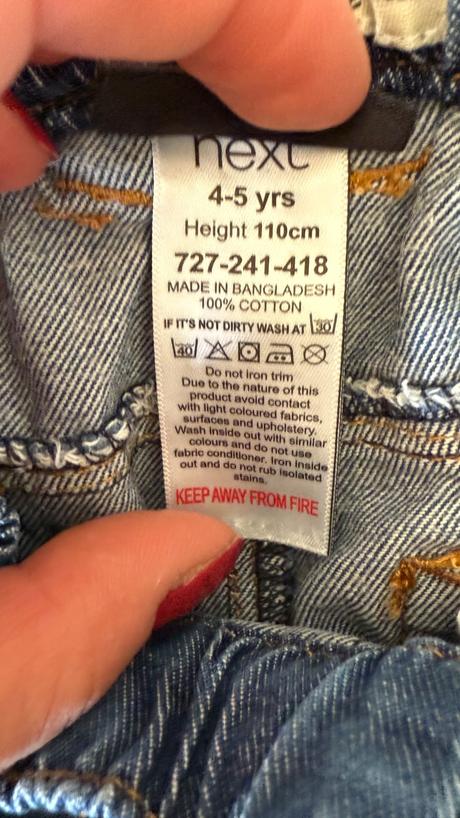 next
4-5 yrs
Height 110cm
727-241-418
MADE IN BANGLADESH
100% COTTON
IF IT'S NOT DIRTY WASH AT 30
40
Do not iron trim
Due to the nature of this
product avoid contact
with light coloured fabrics,
surfaces and upholstery.
Wash inside out with similar
colours and do not use
fabric conditioner. Iron inside
out and do not rub isolated
stains.
KEEP AWAY FROM FIRE